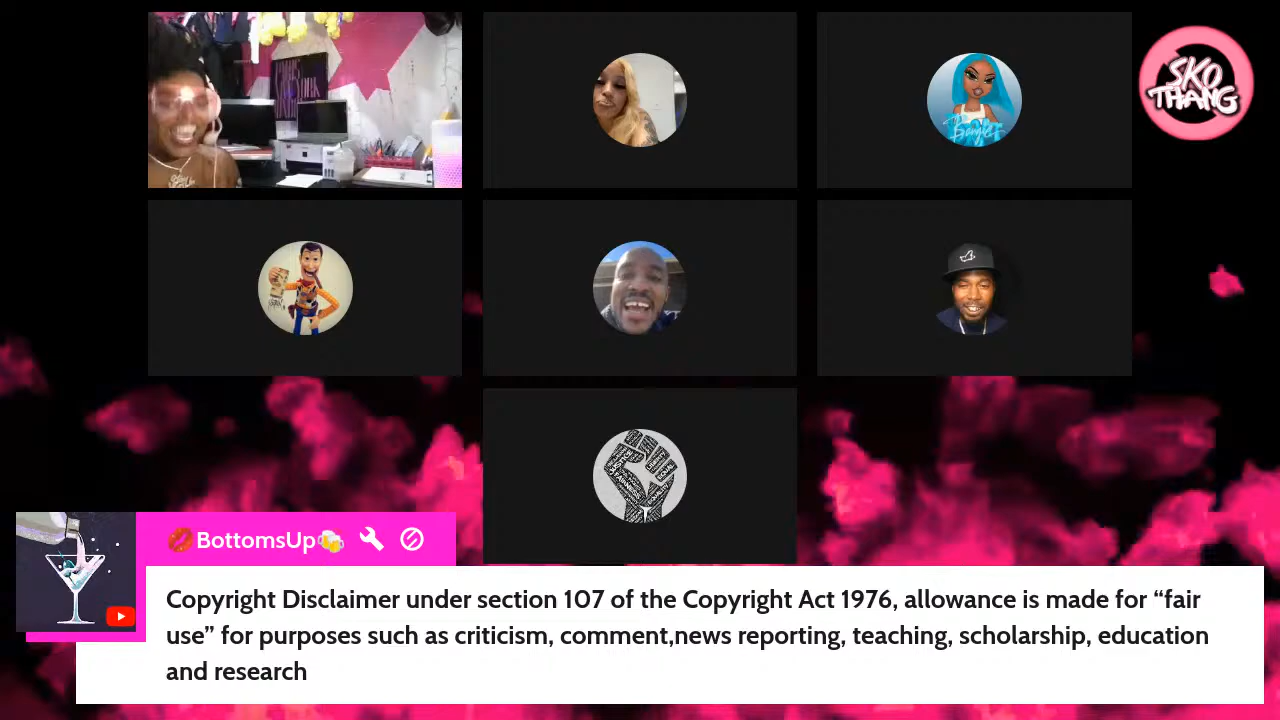 SKO
THANG
💋BottomsUp🍻
Copyright Disclaimer under section 107 of the Copyright Act 1976, allowance is made for “fair
use” for purposes such as criticism, comment,news reporting, teaching, scholarship, education
and research